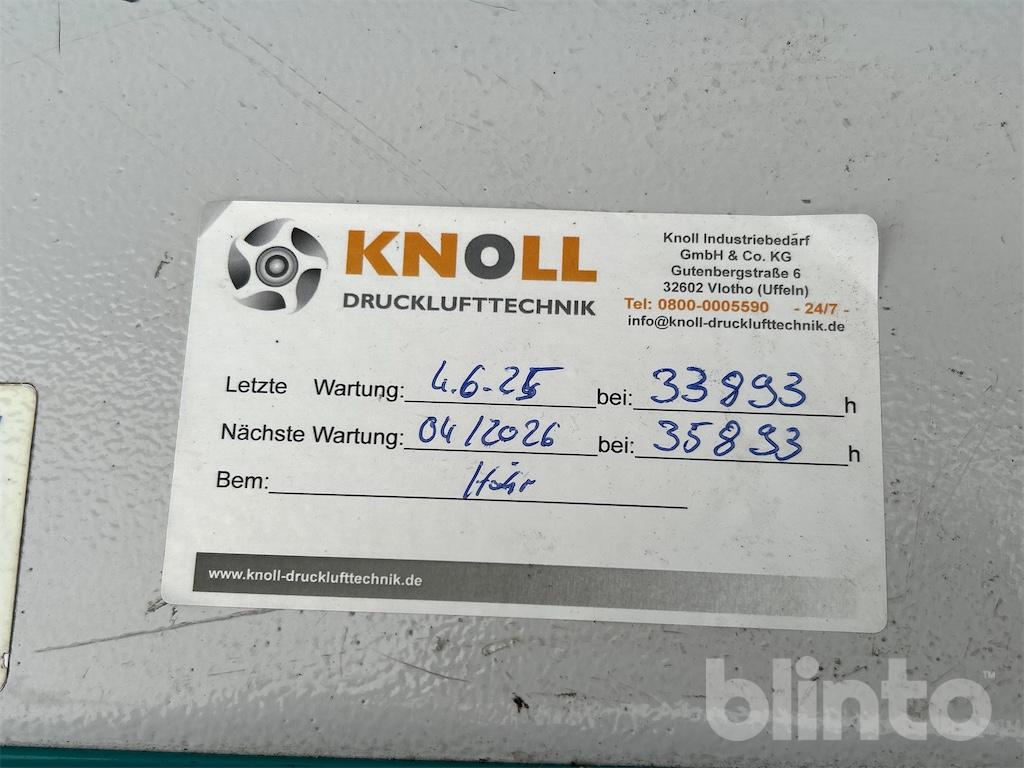 KNOLL
DRUCKLUFTTECHNIK
Knoll Industriebedarf
GmbH & Co. KG
Gutenbergstraße 6
32602 Vlotho (Uffeln)
Tel: 0800-0005590 - 24/7 -
info@knoll-drucklufttechnik.de
Letzte Wartung: 4.6.25 bei: 33893 h
Nächste Wartung: 04/2026 bei: 35893 h
Bem:
www.knoll-drucklufttechnik.de
blinto™